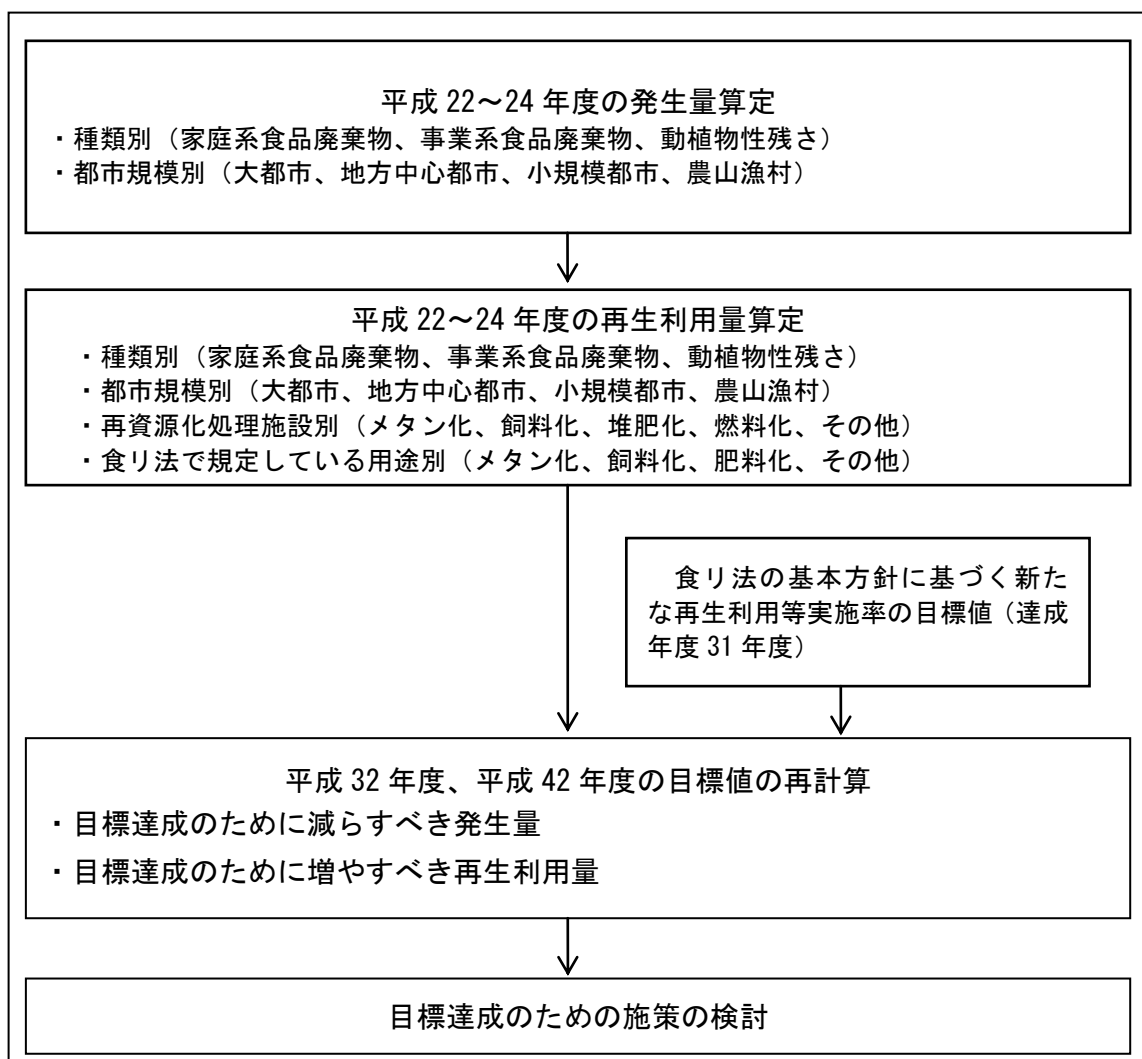 平成 22～24 年度の発生量算定
・種類別（家庭系食品廃棄物、事業系食品廃棄物、動植物性残さ）
・都市規模別（大都市、地方中心都市、小規模都市、農山漁村）
平成 22～24 年度の再生利用量算定
・種類別（家庭系食品廃棄物、事業系食品廃棄物、動植物性残さ）
・都市規模別（大都市、地方中心都市、小規模都市、農山漁村）
・再資源化処理施設別（メタン化、飼料化、堆肥化、燃料化、その他）
・食リ法で規定している用途別（メタン化、飼料化、肥料化、その他）
食リ法の基本方針に基づく新た
な再生利用等実施率の目標値（達成
年度 31 年度）
平成 32 年度、平成 42 年度の目標値の再計算
・目標達成のために減らすべき発生量
・目標達成のために増やすべき再生利用量
目標達成のための施策の検討